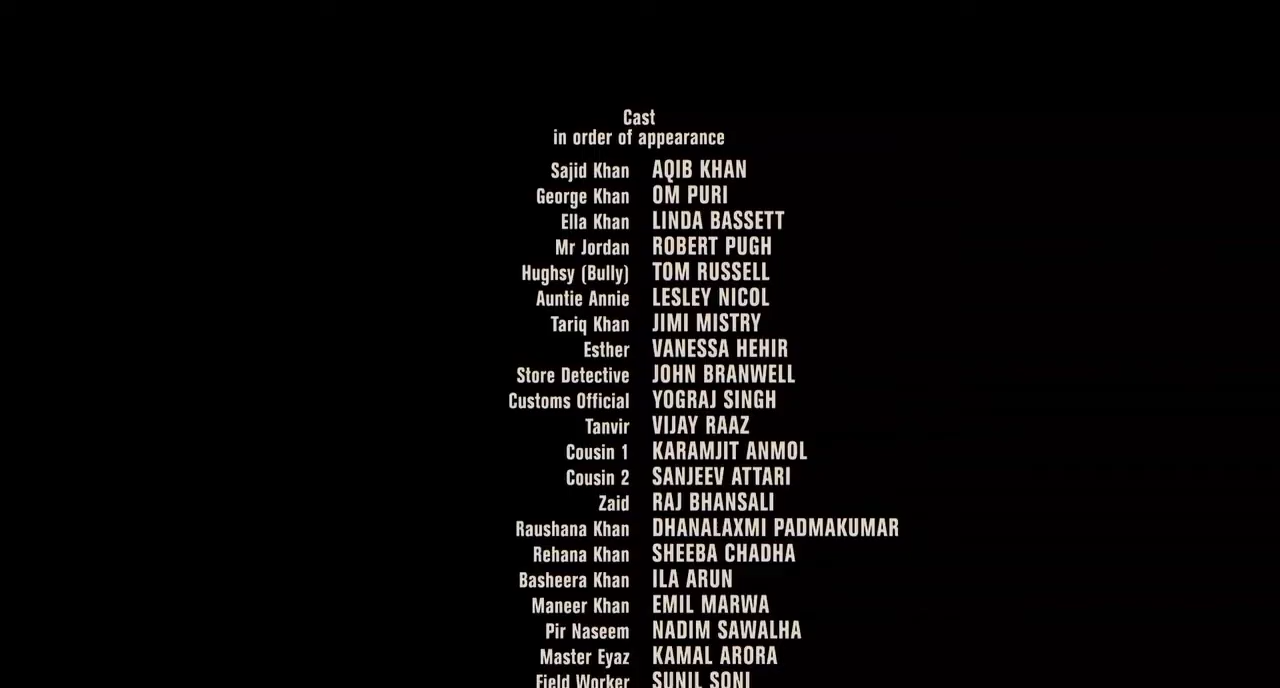 Cast
in order of appearance
Sajid Khan AQIB KHAN
George Khan OM PURI
Ella Khan LINDA BASSETT
Mr Jordan ROBERT PUGH
Hughsy (Bully) TOM RUSSELL
Auntie Annie LESLEY NICOL
Tariq Khan JIMI MISTRY
Esther VANESSA HEHIR
Store Detective JOHN BRANWELL
Customs Official YOGRAJ SINGH
Tanvir VIJAY RAAZ
Cousin 1 KARAMJIT ANMOL
Cousin 2 SANJEEV ATTARI
Zaid RAJ BHANSALI
Raushana Khan DHANALAXMI PADMAKUMAR
Rehana Khan SHEEBA CHADHA
Basheera Khan ILA ARUN
Maneer Khan EMIL MARWA
Pir Naseem NADIM SAWALHA
Master Eyaz KAMAL ARORA
Field Worker SUNIL SONI